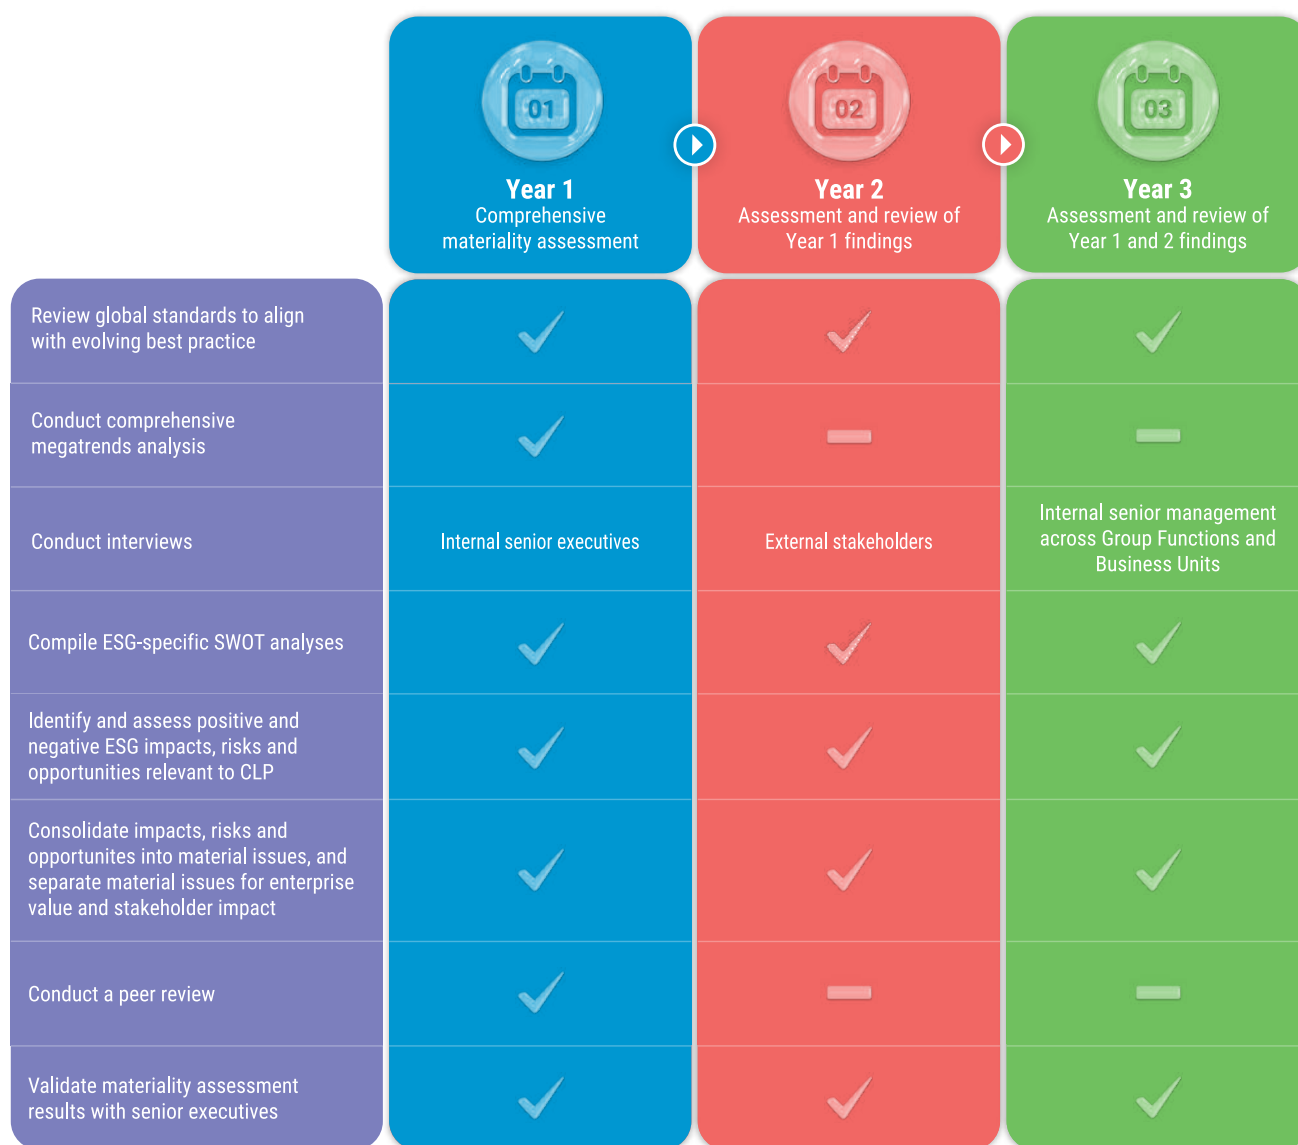 01
02
03
Year 1
Comprehensive
materiality assessment
Year 2
Assessment and review of
Year 1 findings
Year 3
Assessment and review of
Year 1 and 2 findings
Review global standards to align
with evolving best practice
Conduct comprehensive
megatrends analysis
Conduct interviews
Internal senior executives
External stakeholders
Internal senior management
across Group Functions and
Business Units
Compile ESG-specific SWOT analyses
Identify and assess positive and
negative ESG impacts, risks and
opportunities relevant to CLP
Consolidate impacts, risks and
opportunites into material issues, and
separate material issues for enterprise
value and stakeholder impact
Conduct a peer review
Validate materiality assessment
results with senior executives